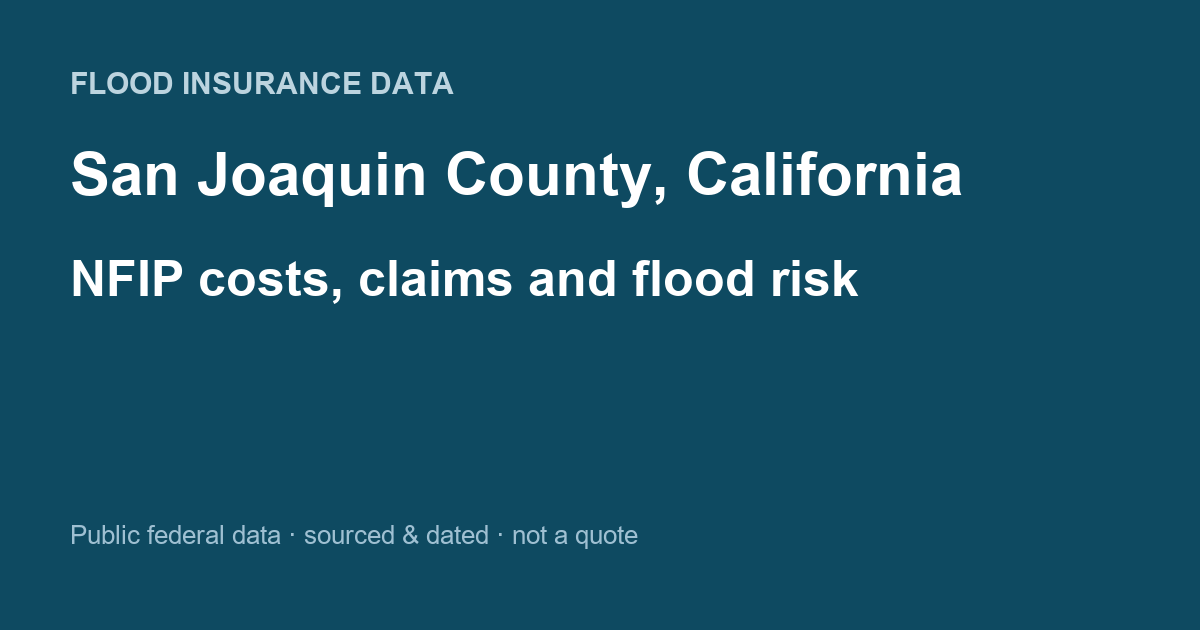 FLOOD INSURANCE DATA
San Joaquin County, California
NFIP costs, claims and flood risk
Public federal data · sourced & dated · not a quote